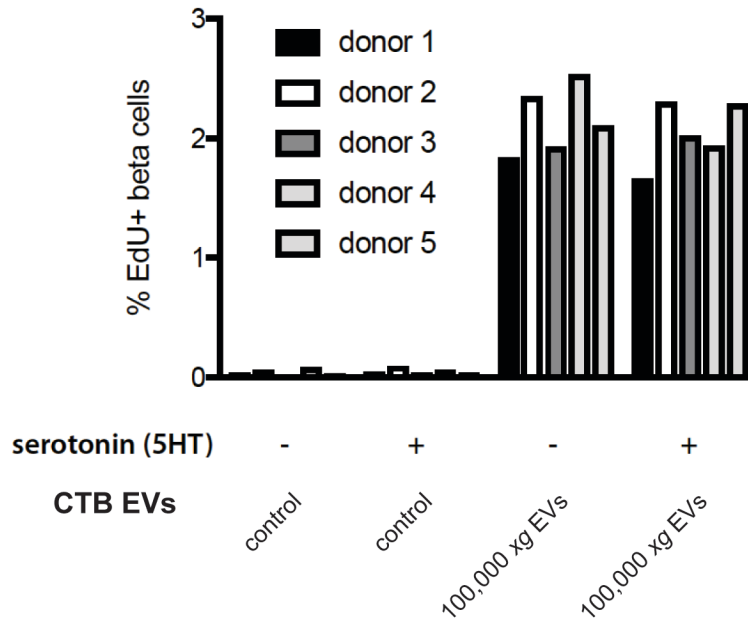 3
2
1
0
% EdU+ beta cells
donor 1
donor 2
donor 3
donor 4
donor 5
serotonin (5HT) - + - +
CTB EVs control control 100,000 xg EVs 100,000 xg EVs